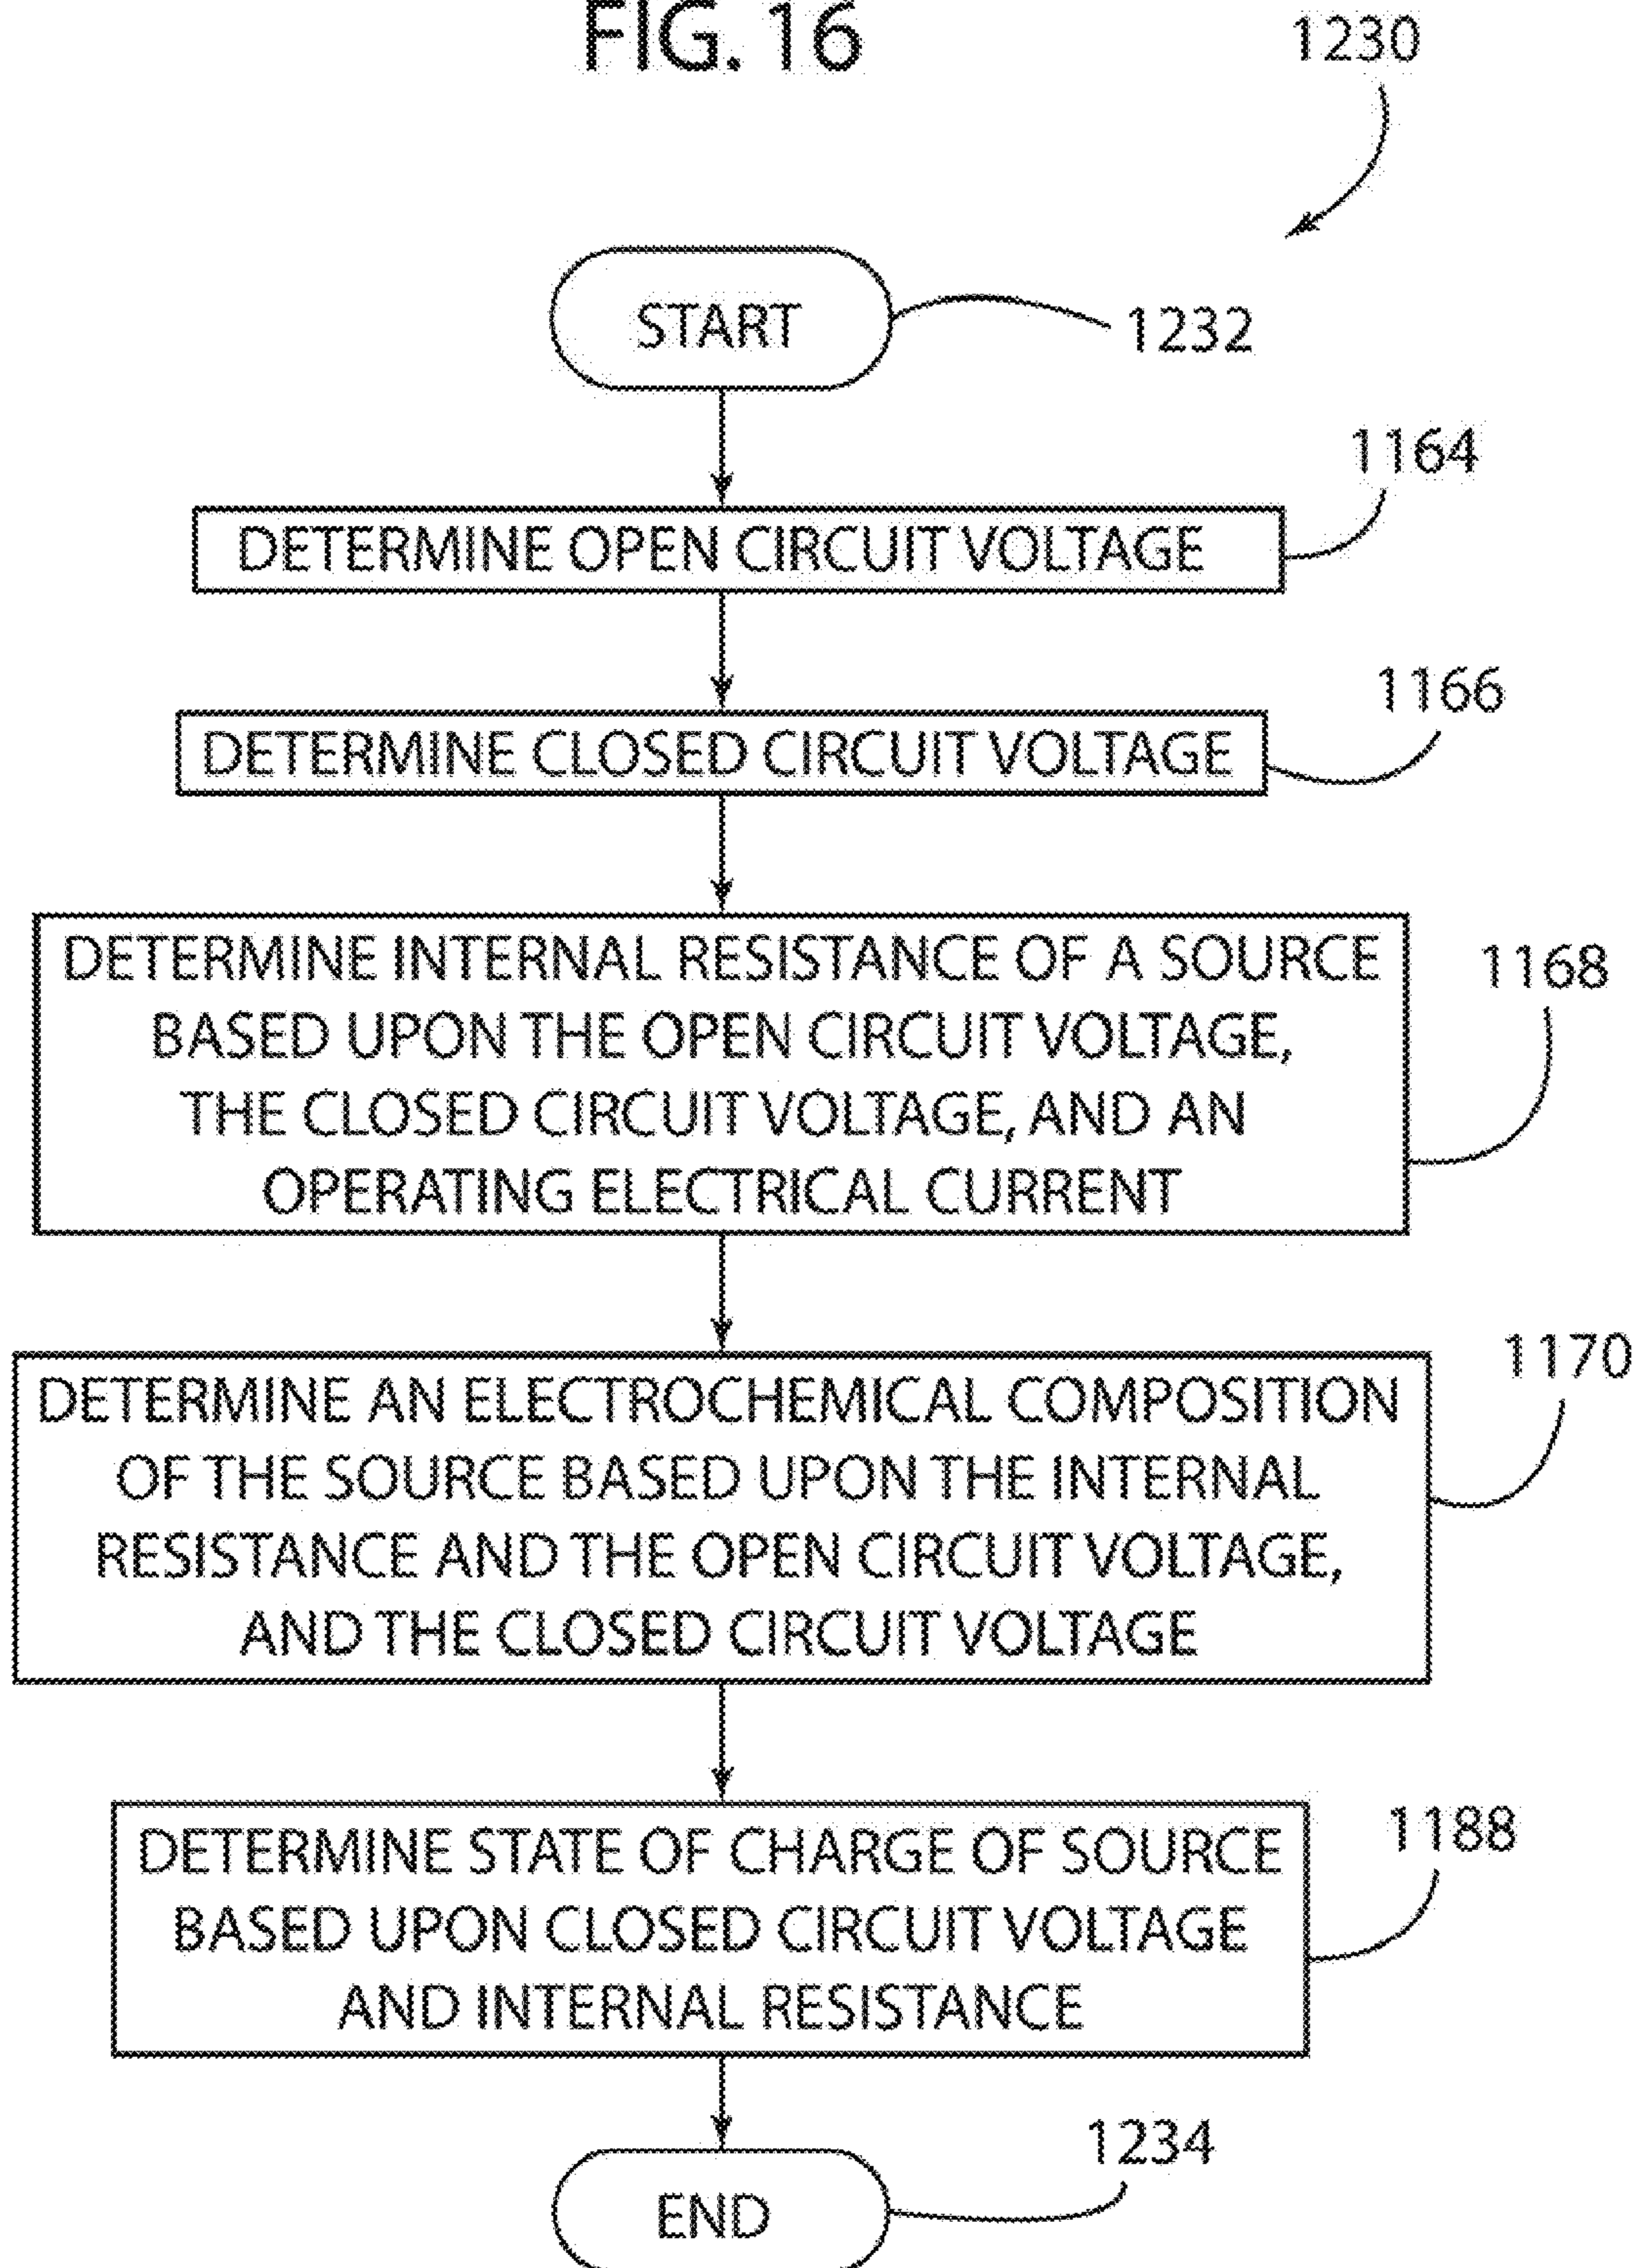 FIG. 16
1230
START
1232
1164
DETERMINE OPEN CIRCUIT VOLTAGE
1166
DETERMINE CLOSED CIRCUIT VOLTAGE
DETERMINE INTERNAL RESISTANCE OF A SOURCE
BASED UPON THE OPEN CIRCUIT VOLTAGE,
THE CLOSED CIRCUIT VOLTAGE, AND AN
OPERATING ELECTRICAL CURRENT
1168
DETERMINE AN ELECTROCHEMICAL COMPOSITION
OF THE SOURCE BASED UPON THE INTERNAL
RESISTANCE AND THE OPEN CIRCUIT VOLTAGE,
AND THE CLOSED CIRCUIT VOLTAGE
1170
DETERMINE STATE OF CHARGE OF SOURCE
BASED UPON CLOSED CIRCUIT VOLTAGE
AND INTERNAL RESISTANCE
1188
END
1234